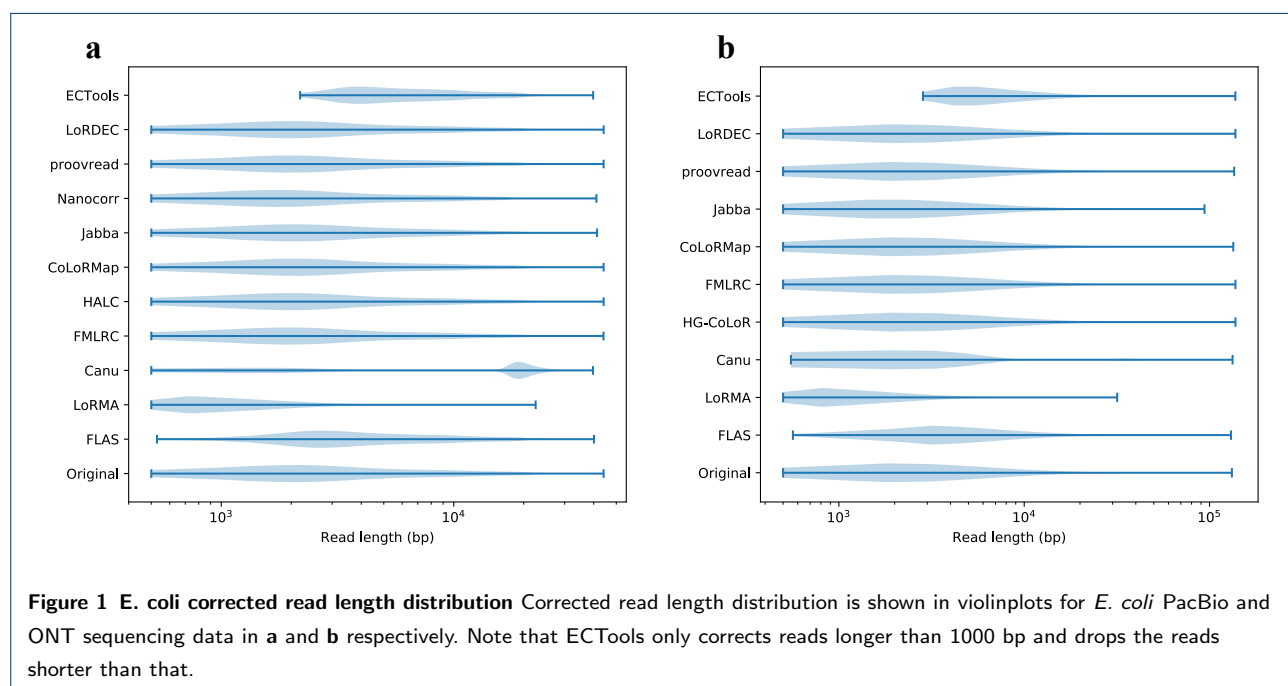 a
ECTools
LoRDEC
proovread
Nanocorr
Jabba
CoLoRMap
HALC
FMLRC
Canu
LoRMA
FLAS
Original
10³
10⁴
Read length (bp)
b
ECTools
LoRDEC
proovread
Jabba
CoLoRMap
FMLRC
HG-CoLoR
Canu
LoRMA
FLAS
Original
10³
10⁴
10⁵
Read length (bp)
Figure 1 E. coli corrected read length distribution Corrected read length distribution is shown in violinplots for E. coli PacBio and
ONT sequencing data in a and b respectively. Note that ECTools only corrects reads longer than 1000 bp and drops the reads
shorter than that.